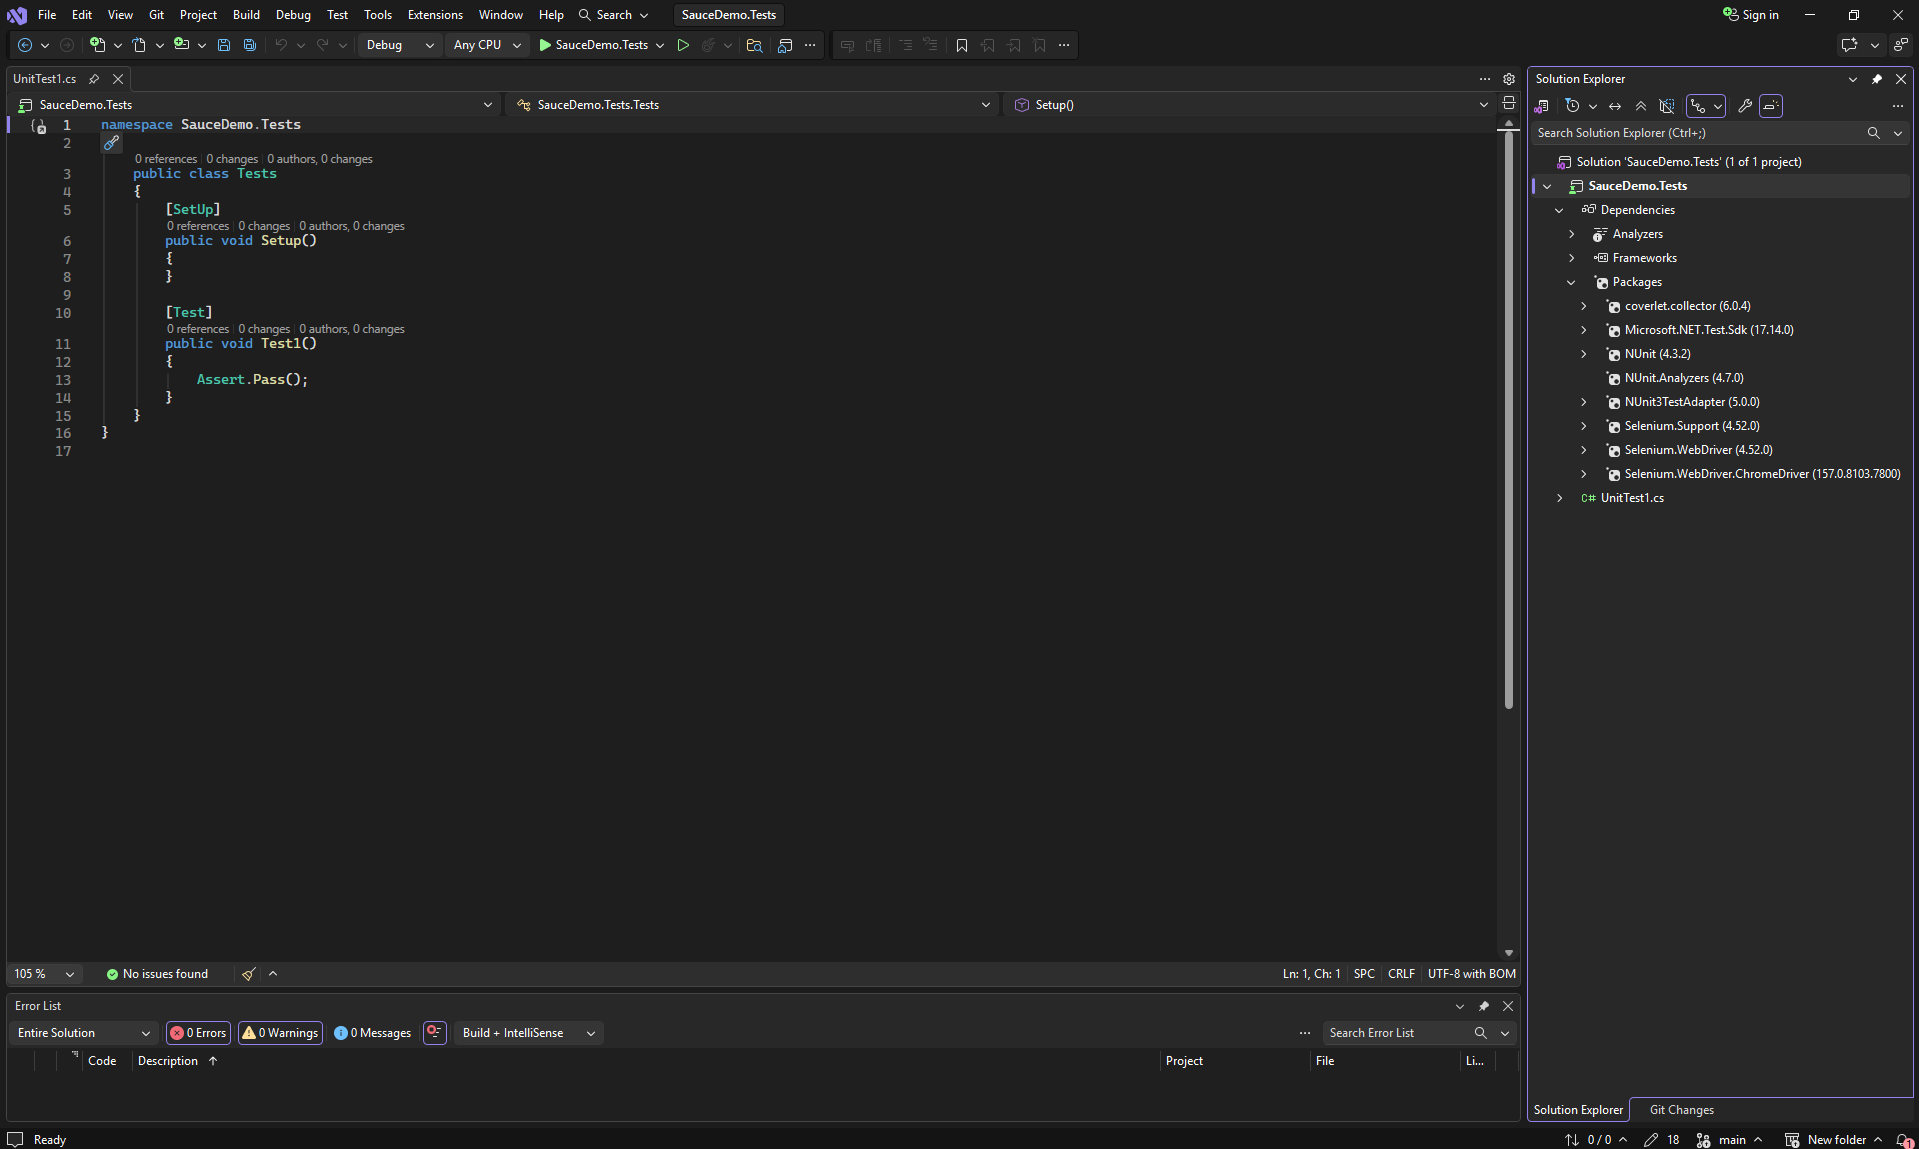 File Edit View Git Project Build Debug Test Tools Extensions Window Help Search SauceDemo.Tests Sign in
Debug Any CPU SauceDemo.Tests
UnitTest1.cs
SauceDemo.Tests SauceDemo.Tests.Tests Setup()
1 namespace SauceDemo.Tests
2
0 references | 0 changes | 0 authors, 0 changes
3 public class Tests
4 {
5 [SetUp]
0 references | 0 changes | 0 authors, 0 changes
6 public void Setup()
7 {
8 }
9
10 [Test]
0 references | 0 changes | 0 authors, 0 changes
11 public void Test1()
12 {
13 Assert.Pass();
14 }
15 }
16 }
17
105 % No issues found Ln: 1, Ch: 1 SPC CRLF UTF-8 with BOM
Error List
Entire Solution 0 Errors 0 Warnings 0 Messages Build + IntelliSense Search Error List
Code Description Project File Li...
Solution Explorer
Search Solution Explorer (Ctrl+;)
Solution 'SauceDemo.Tests' (1 of 1 project)
SauceDemo.Tests
Dependencies
Analyzers
Frameworks
Packages
coverlet.collector (6.0.4)
Microsoft.NET.Test.Sdk (17.14.0)
NUnit (4.3.2)
NUnit.Analyzers (4.7.0)
NUnit3TestAdapter (5.0.0)
Selenium.Support (4.52.0)
Selenium.WebDriver (4.52.0)
Selenium.WebDriver.ChromeDriver (157.0.8103.7800)
C# UnitTest1.cs
Solution Explorer Git Changes
Ready 0 / 0 18 main New folder 1